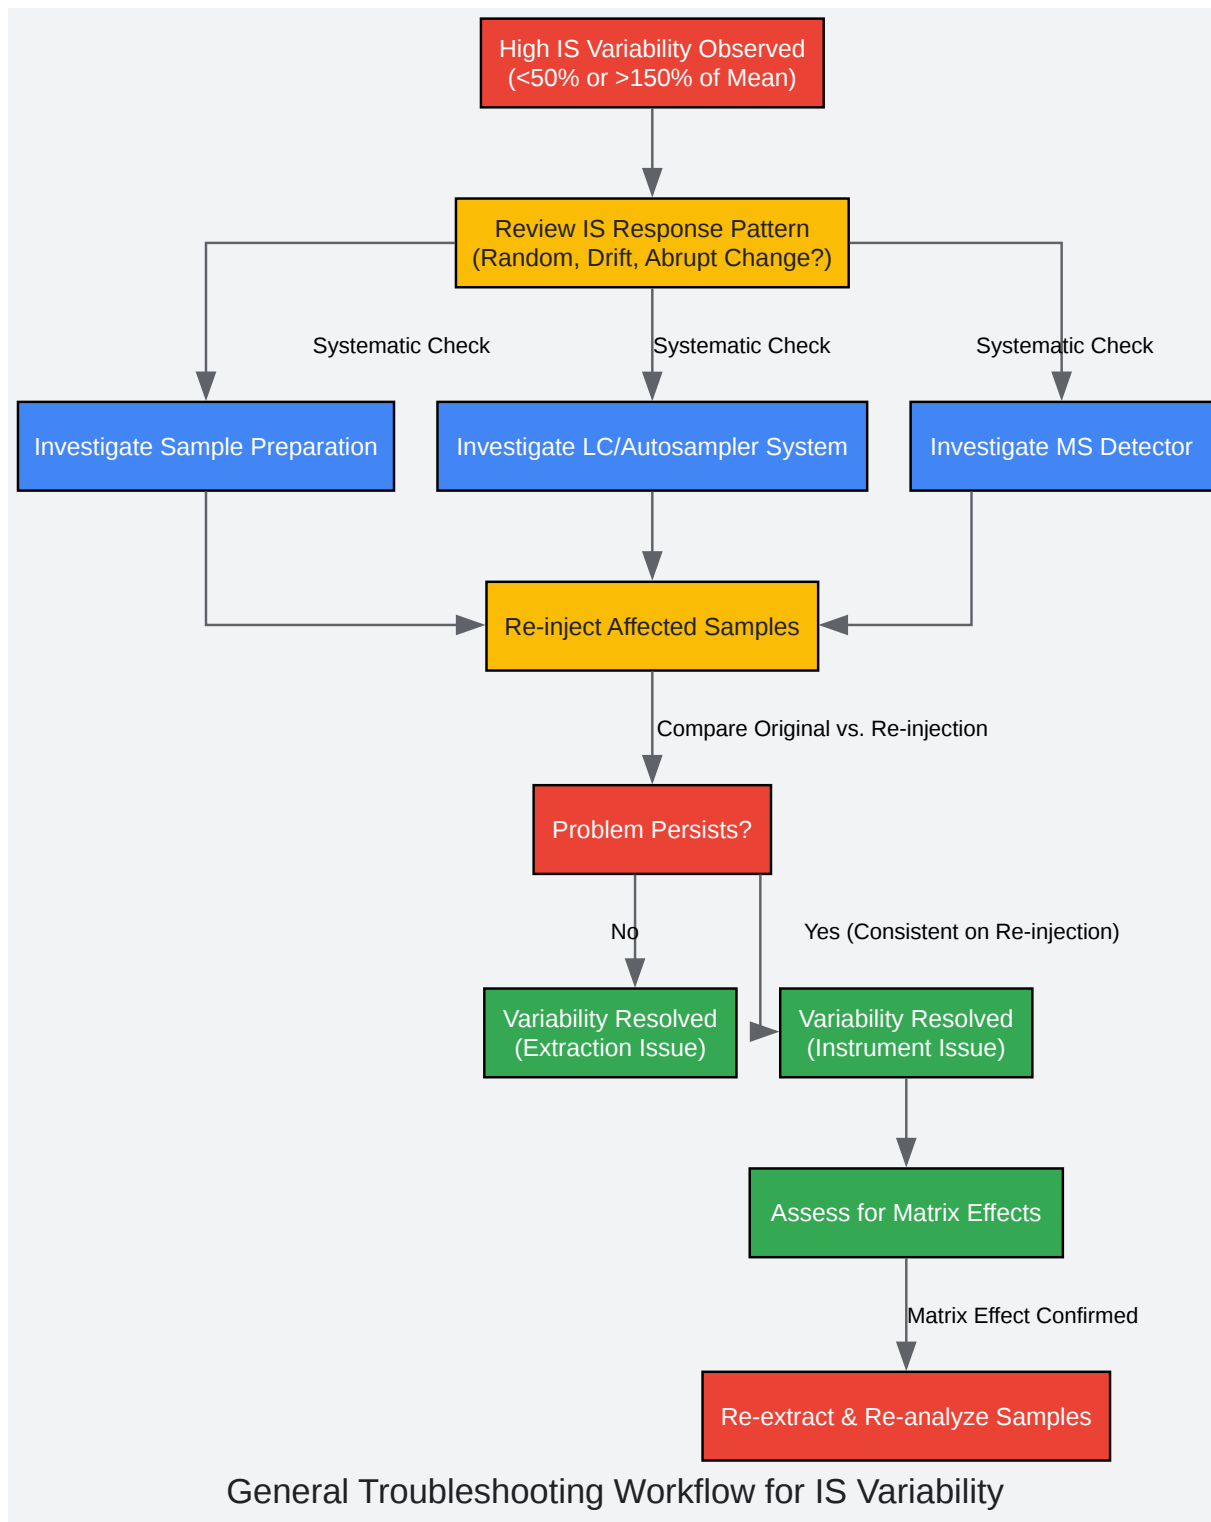 High IS Variability Observed
(<50% or >150% of Mean)
Review IS Response Pattern
(Random, Drift, Abrupt Change?)
Systematic Check
Systematic Check
Systematic Check
Investigate Sample Preparation
Investigate LC/Autosampler System
Investigate MS Detector
Re-inject Affected Samples
Compare Original vs. Re-injection
Problem Persists?
No
Yes (Consistent on Re-injection)
Variability Resolved
(Extraction Issue)
Variability Resolved
(Instrument Issue)
Assess for Matrix Effects
Matrix Effect Confirmed
Re-extract & Re-analyze Samples
General Troubleshooting Workflow for IS Variability